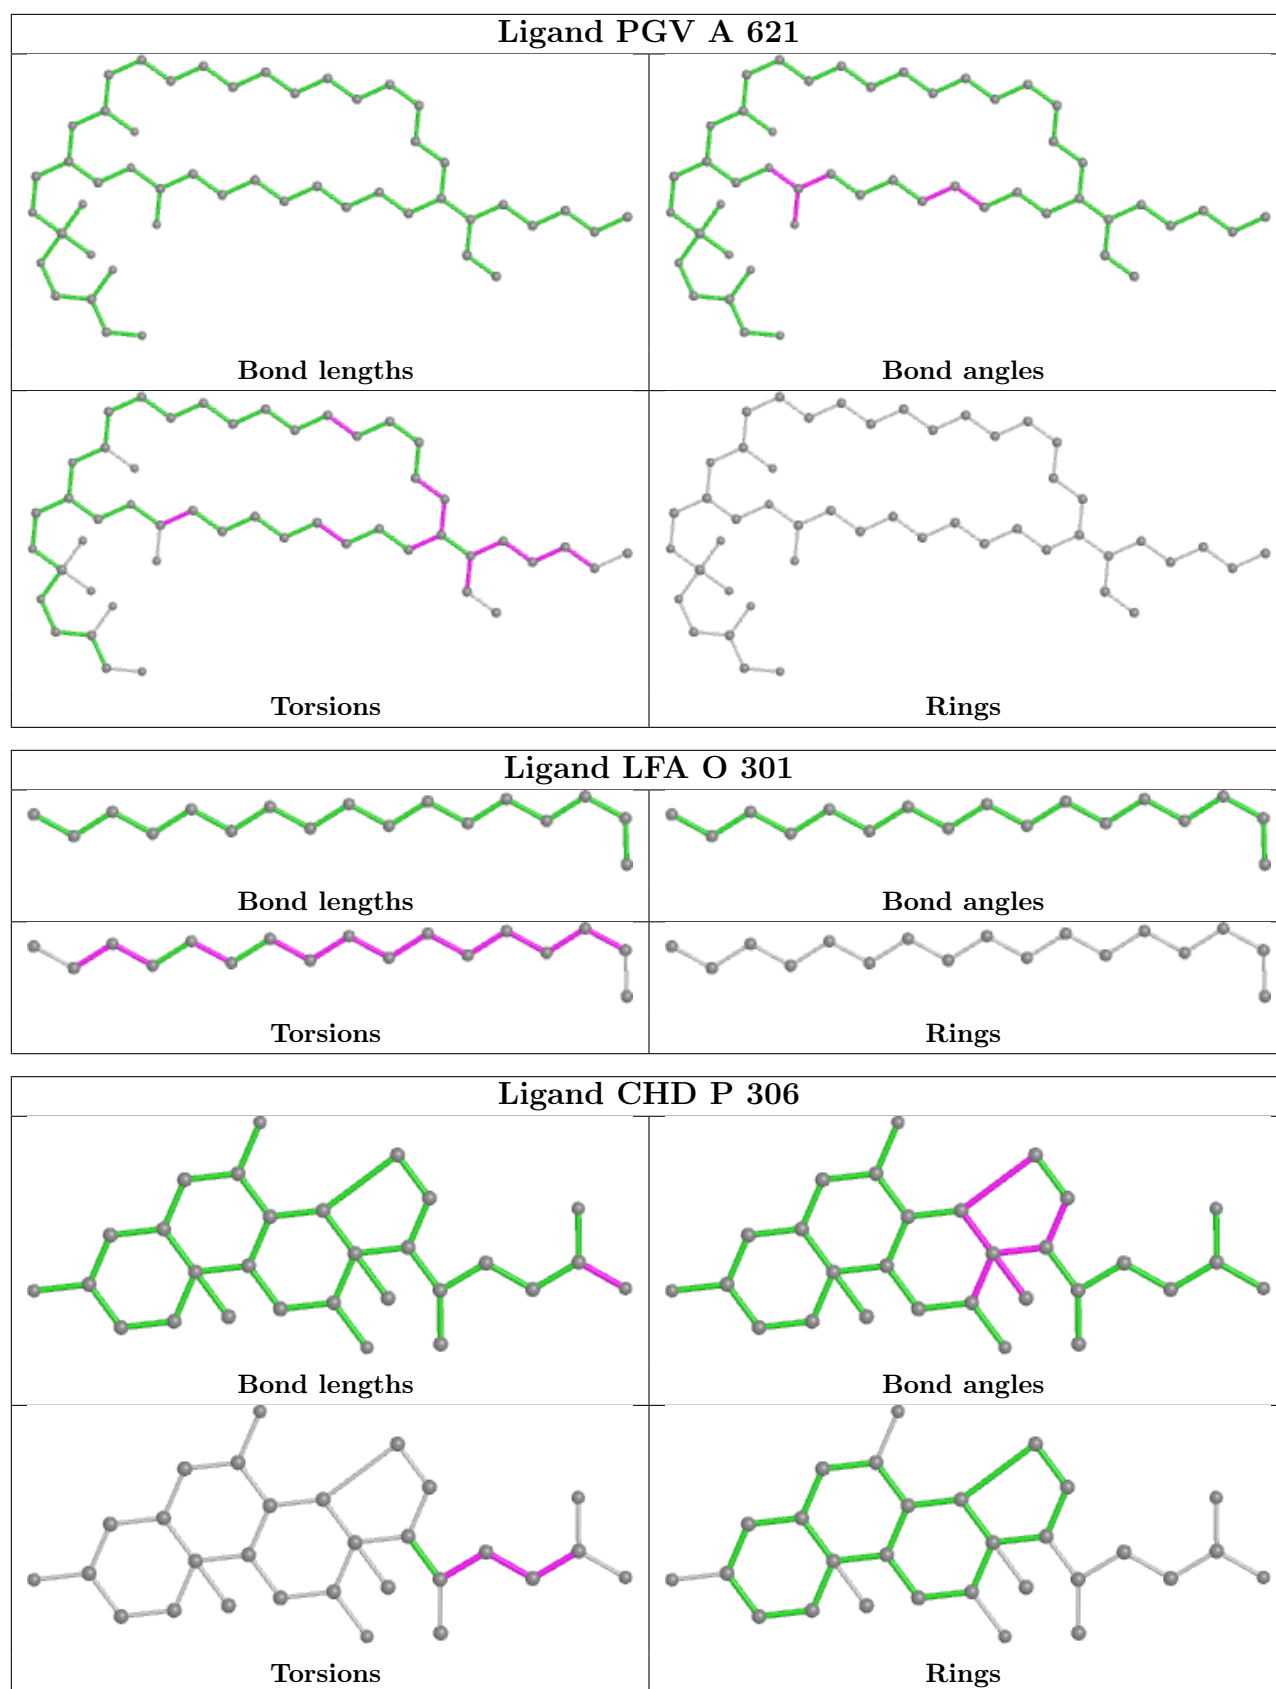 Ligand PGV A 621
Bond lengths
Bond angles
Torsions
Rings
Ligand LFA O 301
Bond lengths
Bond angles
Torsions
Rings
Ligand CHD P 306
Bond lengths
Bond angles
Torsions
Rings